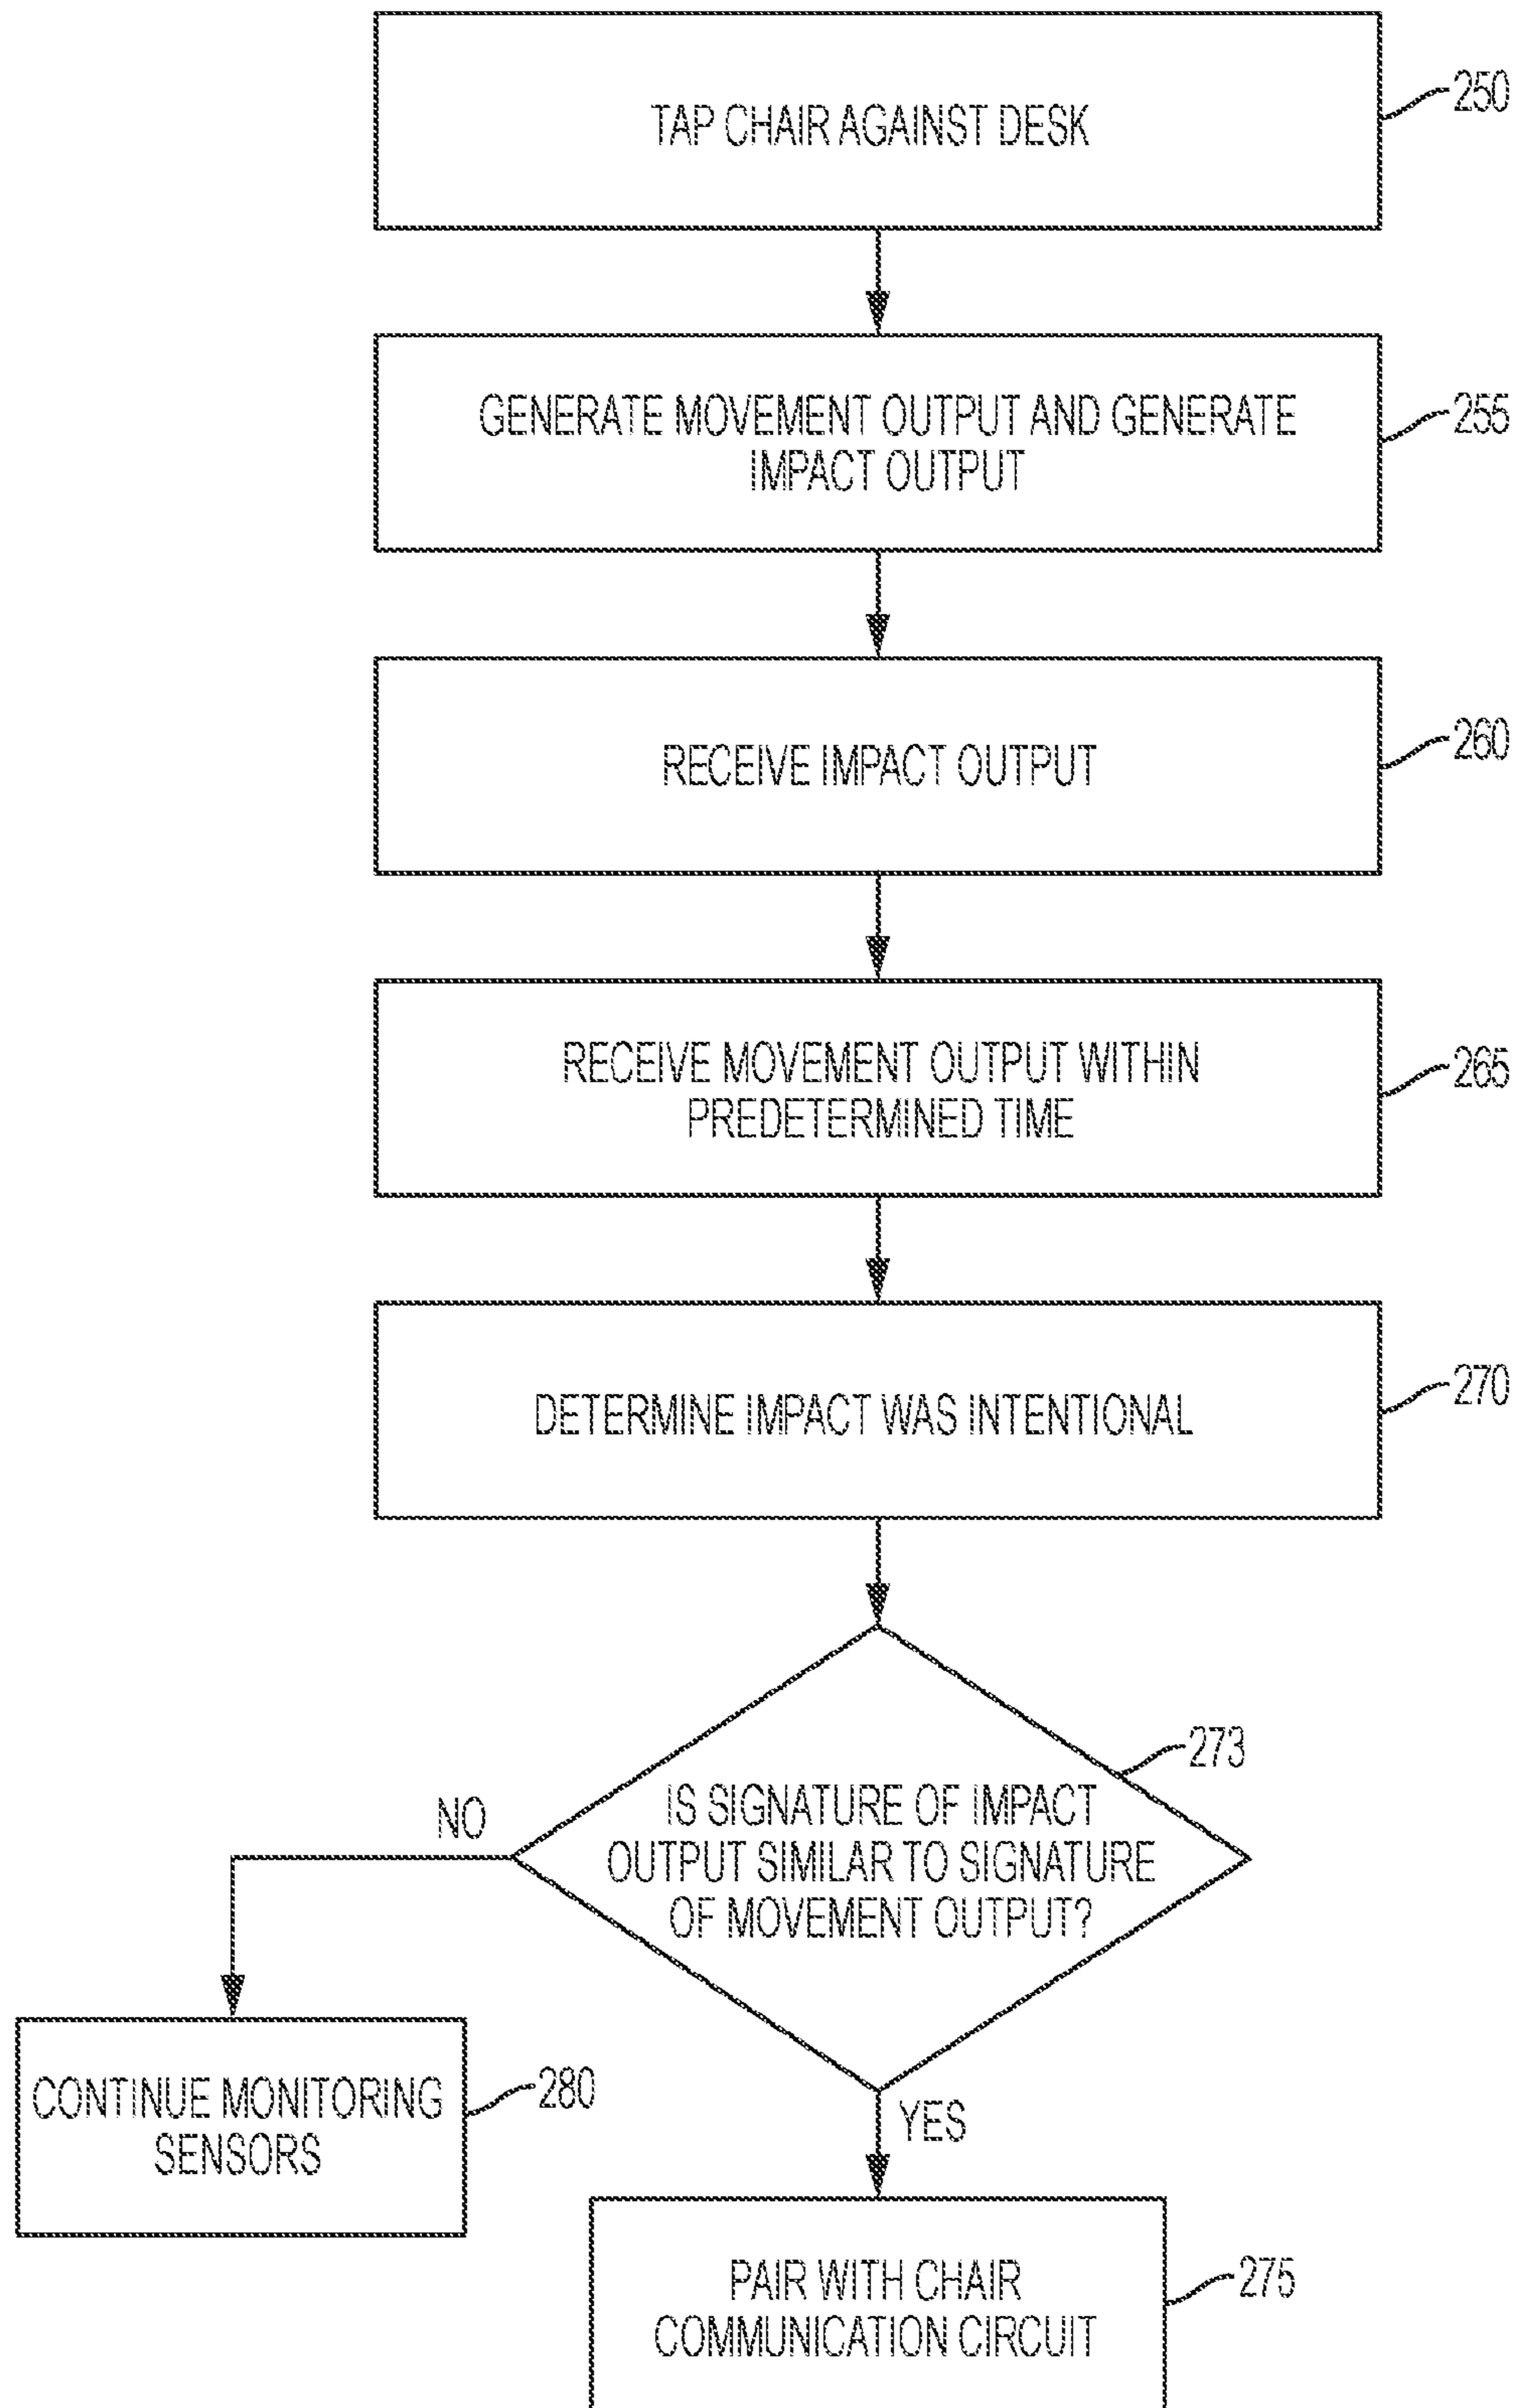 TAP CHAIR AGAINST DESK
250
GENERATE MOVEMENT OUTPUT AND GENERATE
IMPACT OUTPUT
255
RECEIVE IMPACT OUTPUT
260
RECEIVE MOVEMENT OUTPUT WITHIN
PREDETERMINED TIME
265
DETERMINE IMPACT WAS INTENTIONAL
270
IS SIGNATURE OF IMPACT
OUTPUT SIMILAR TO SIGNATURE
OF MOVEMENT OUTPUT?
273
NO
CONTINUE MONITORING
SENSORS
280
YES
PAIR WITH CHAIR
COMMUNICATION CIRCUIT
275